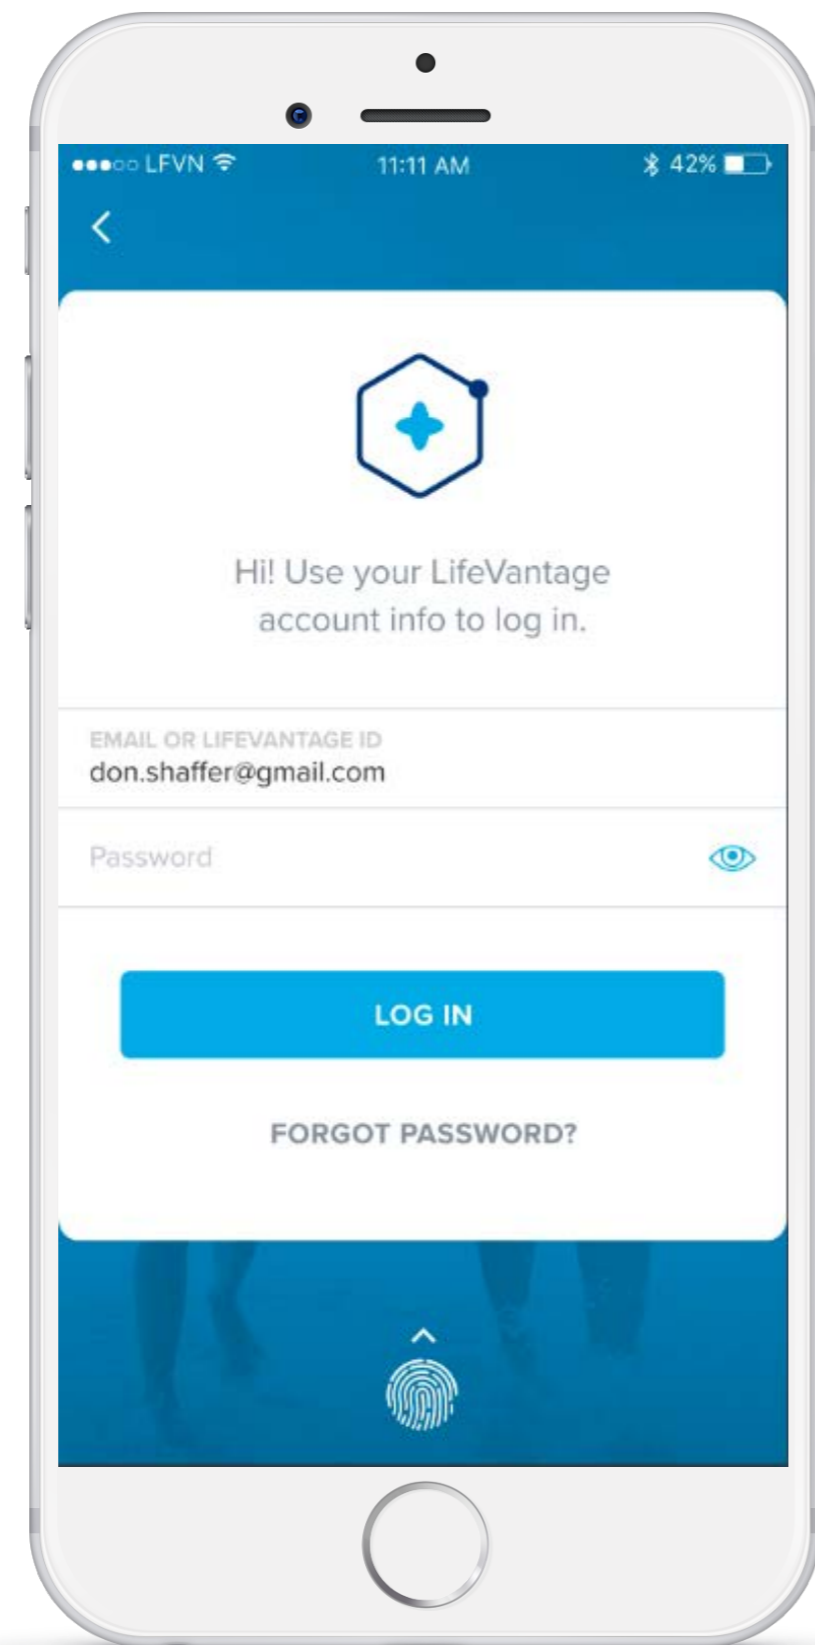 LFVN 11:11 AM 42%
Hi! Use your LifeVantage
account info to log in.
EMAIL OR LIFEVANTAGE ID
don.shaffer@gmail.com
Password
LOG IN
FORGOT PASSWORD?